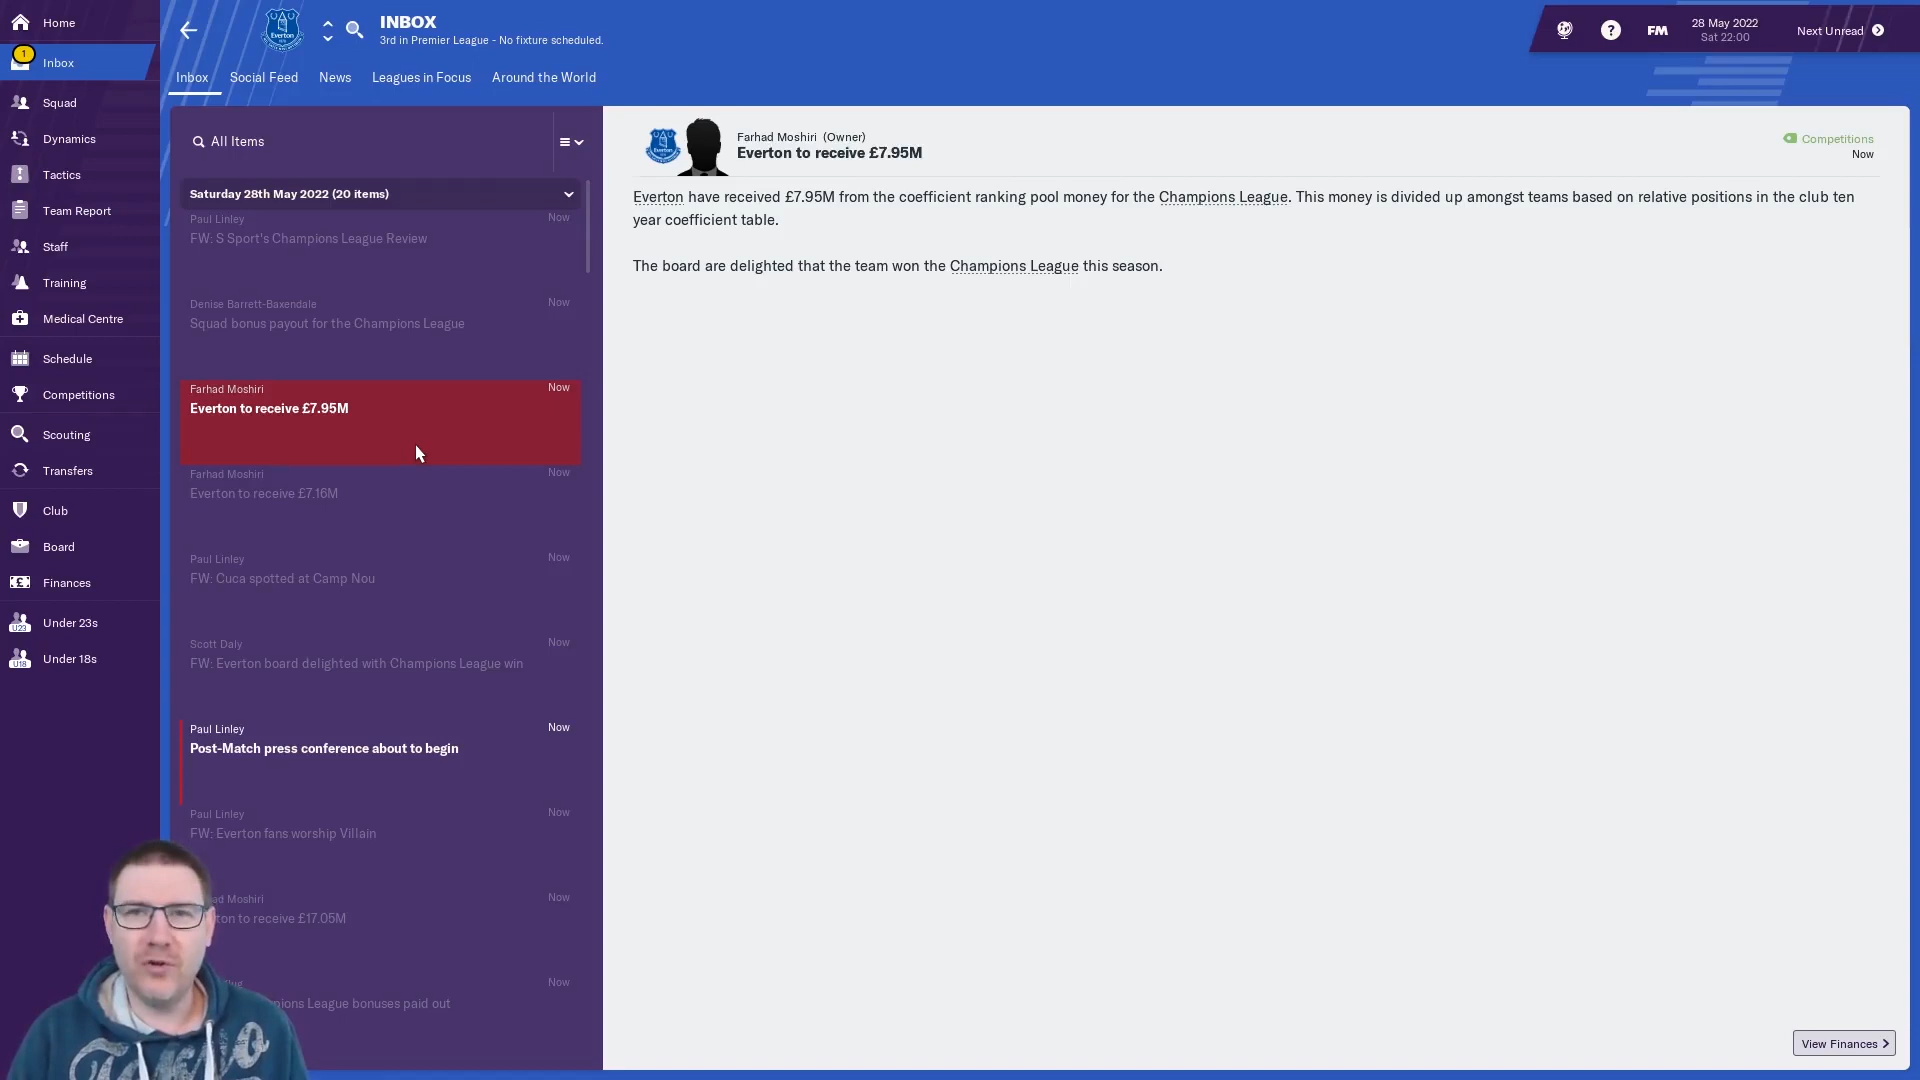 Home
1
Inbox
Squad
Dynamics
Tactics
Team Report
Staff
Training
Medical Centre
Schedule
Competitions
Scouting
Transfers
Club
Board
Finances
U23
Under 23s
U18
Under 18s
Everton
INBOX
3rd in Premier League - No fixture scheduled.
?
FM
28 May 2022
Sat 22:00
Next Unread
Inbox
Social Feed
News
Leagues in Focus
Around the World
All Items
Saturday 28th May 2022 (20 items)
Paul Linley
Now
FW: S Sport's Champions League Review
Denise Barrett-Baxendale
Now
Squad bonus payout for the Champions League
Farhad Moshiri
Now
Everton to receive £7.95M
Farhad Moshiri
Now
Everton to receive £7.16M
Paul Linley
Now
FW: Cuca spotted at Camp Nou
Scott Daly
Now
FW: Everton board delighted with Champions League win
Paul Linley
Now
Post-Match press conference about to begin
Paul Linley
Now
FW: Everton fans worship Villain
ad Moshiri
Now
ton to receive £17.05M
Now
pions League bonuses paid out
Everton
Farhad Moshiri (Owner)
Everton to receive £7.95M
Competitions
Now
Everton have received £7.95M from the coefficient ranking pool money for the Champions League. This money is divided up amongst teams based on relative positions in the club ten
year coefficient table.
The board are delighted that the team won the Champions League this season.
View Finances